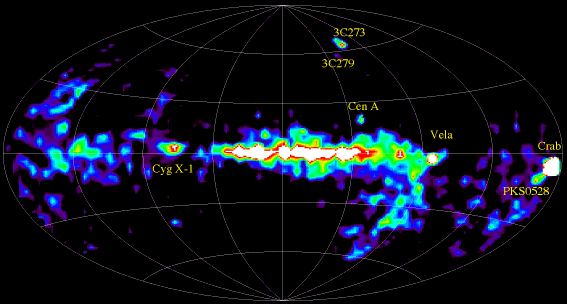 3C273
3C279
Cen A
Vela
Crab
Cyg X-1
PKS0528